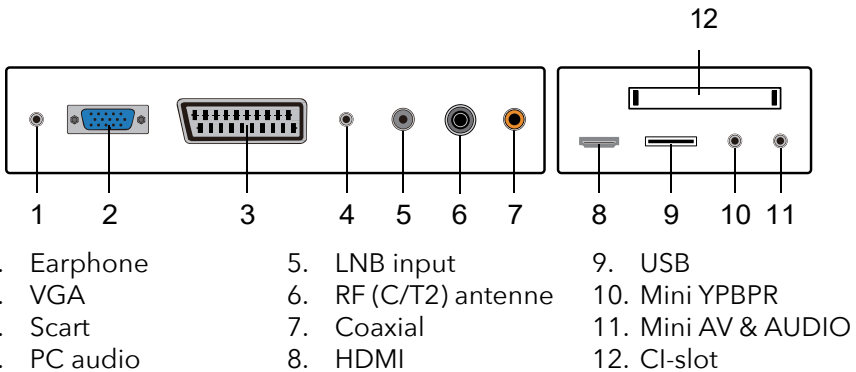 12
1 2 3 4 5 6 7 8 9 10 11
. Earphone
. VGA
. Scart
. PC audio
5. LNB input
6. RF (C/T2) antenne
7. Coaxial
8. HDMI
9. USB
10. Mini YPBPR
11. Mini AV & AUDIO
12. CI-slot